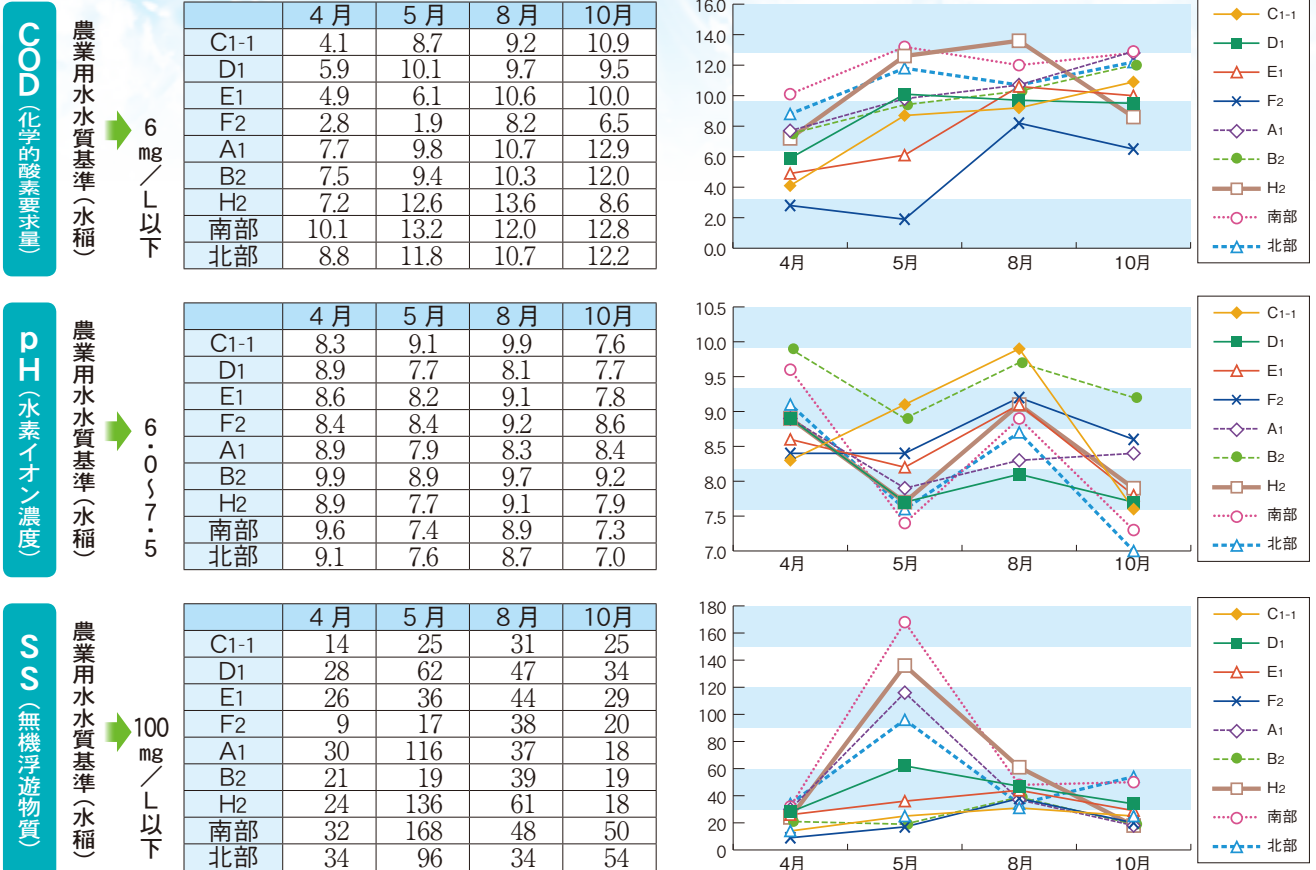 COD（化学的酸素要求量）
農業用水水質基準（水稲）
6mg／L以下
4月 5月 8月 10月
C1-1 4.1 8.7 9.2 10.9
D1 5.9 10.1 9.7 9.5
E1 4.9 6.1 10.6 10.0
F2 2.8 1.9 8.2 6.5
A1 7.7 9.8 10.7 12.9
B2 7.5 9.4 10.3 12.0
H2 7.2 12.6 13.6 8.6
南部 10.1 13.2 12.0 12.8
北部 8.8 11.8 10.7 12.2
16.0
14.0
12.0
10.0
8.0
6.0
4.0
2.0
0.0
4月 5月 8月 10月
C1-1
D1
E1
F2
A1
B2
H2
南部
北部
pH（水素イオン濃度）
農業用水水質基準（水稲）
6・0〜7・5
4月 5月 8月 10月
C1-1 8.3 9.1 9.9 7.6
D1 8.9 7.7 8.1 7.7
E1 8.6 8.2 9.1 7.8
F2 8.4 8.4 9.2 8.6
A1 8.9 7.9 8.3 8.4
B2 9.9 8.9 9.7 9.2
H2 8.9 7.7 9.1 7.9
南部 9.6 7.4 8.9 7.3
北部 9.1 7.6 8.7 7.0
10.5
10.0
9.5
9.0
8.5
8.0
7.5
7.0
4月 5月 8月 10月
C1-1
D1
E1
F2
A1
B2
H2
南部
北部
SS（無機浮遊物質）
農業用水水質基準（水稲）
100mg／L以下
4月 5月 8月 10月
C1-1 14 25 31 25
D1 28 62 47 34
E1 26 36 44 29
F2 9 17 38 20
A1 30 116 37 18
B2 21 19 39 19
H2 24 136 61 18
南部 32 168 48 50
北部 34 96 34 54
180
160
140
120
100
80
60
40
20
0
4月 5月 8月 10月
C1-1
D1
E1
F2
A1
B2
H2
南部
北部